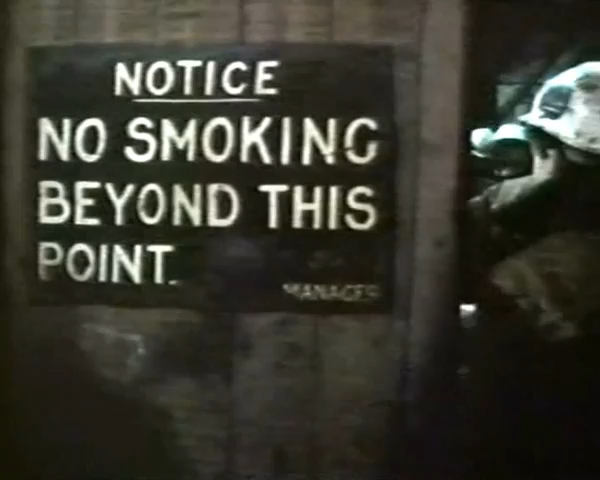 NOTICE
NO SMOKING
BEYOND THIS
POINT.
MANAGER